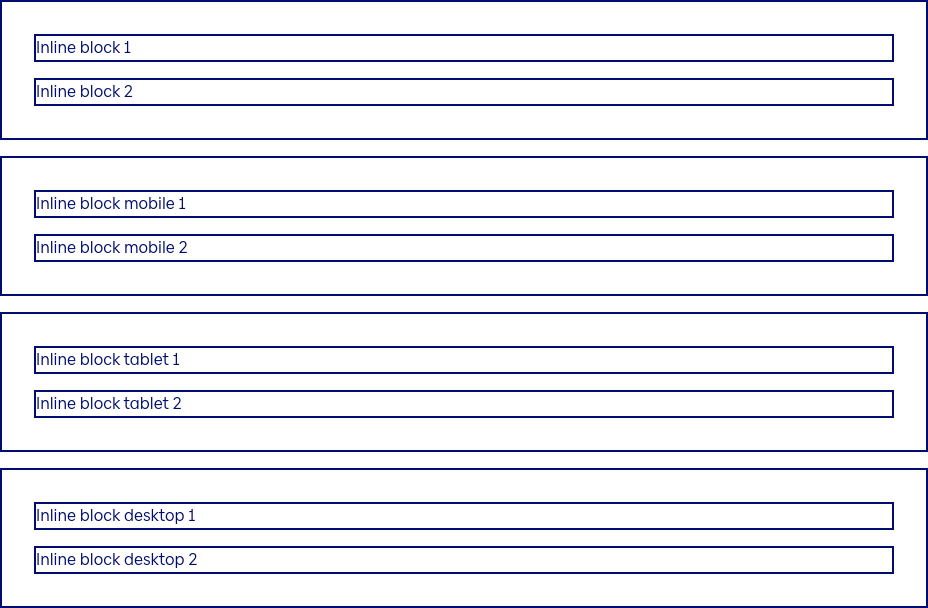 Inline block 1
Inline block 2
Inline block mobile 1
Inline block mobile 2
Inline block tablet 1
Inline block tablet 2
Inline block desktop 1
Inline block desktop 2